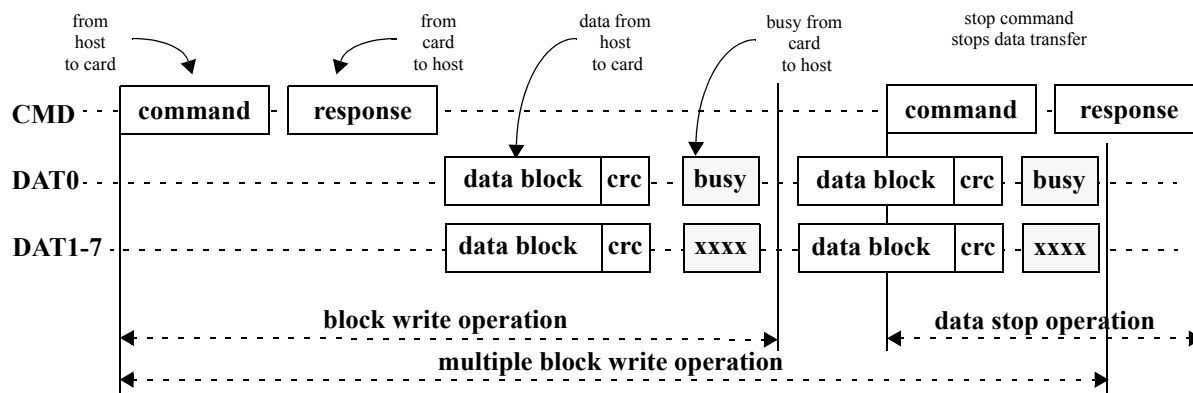 from
host
to card
from
card
to host
data from
host
to card
busy from
card
to host
stop command
stops data transfer
CMD
command
response
command
response
DAT0
data block
crc
busy
data block
crc
busy
DAT1-7
data block
crc
xxxx
data block
crc
xxxx
block write operation
data stop operation
multiple block write operation